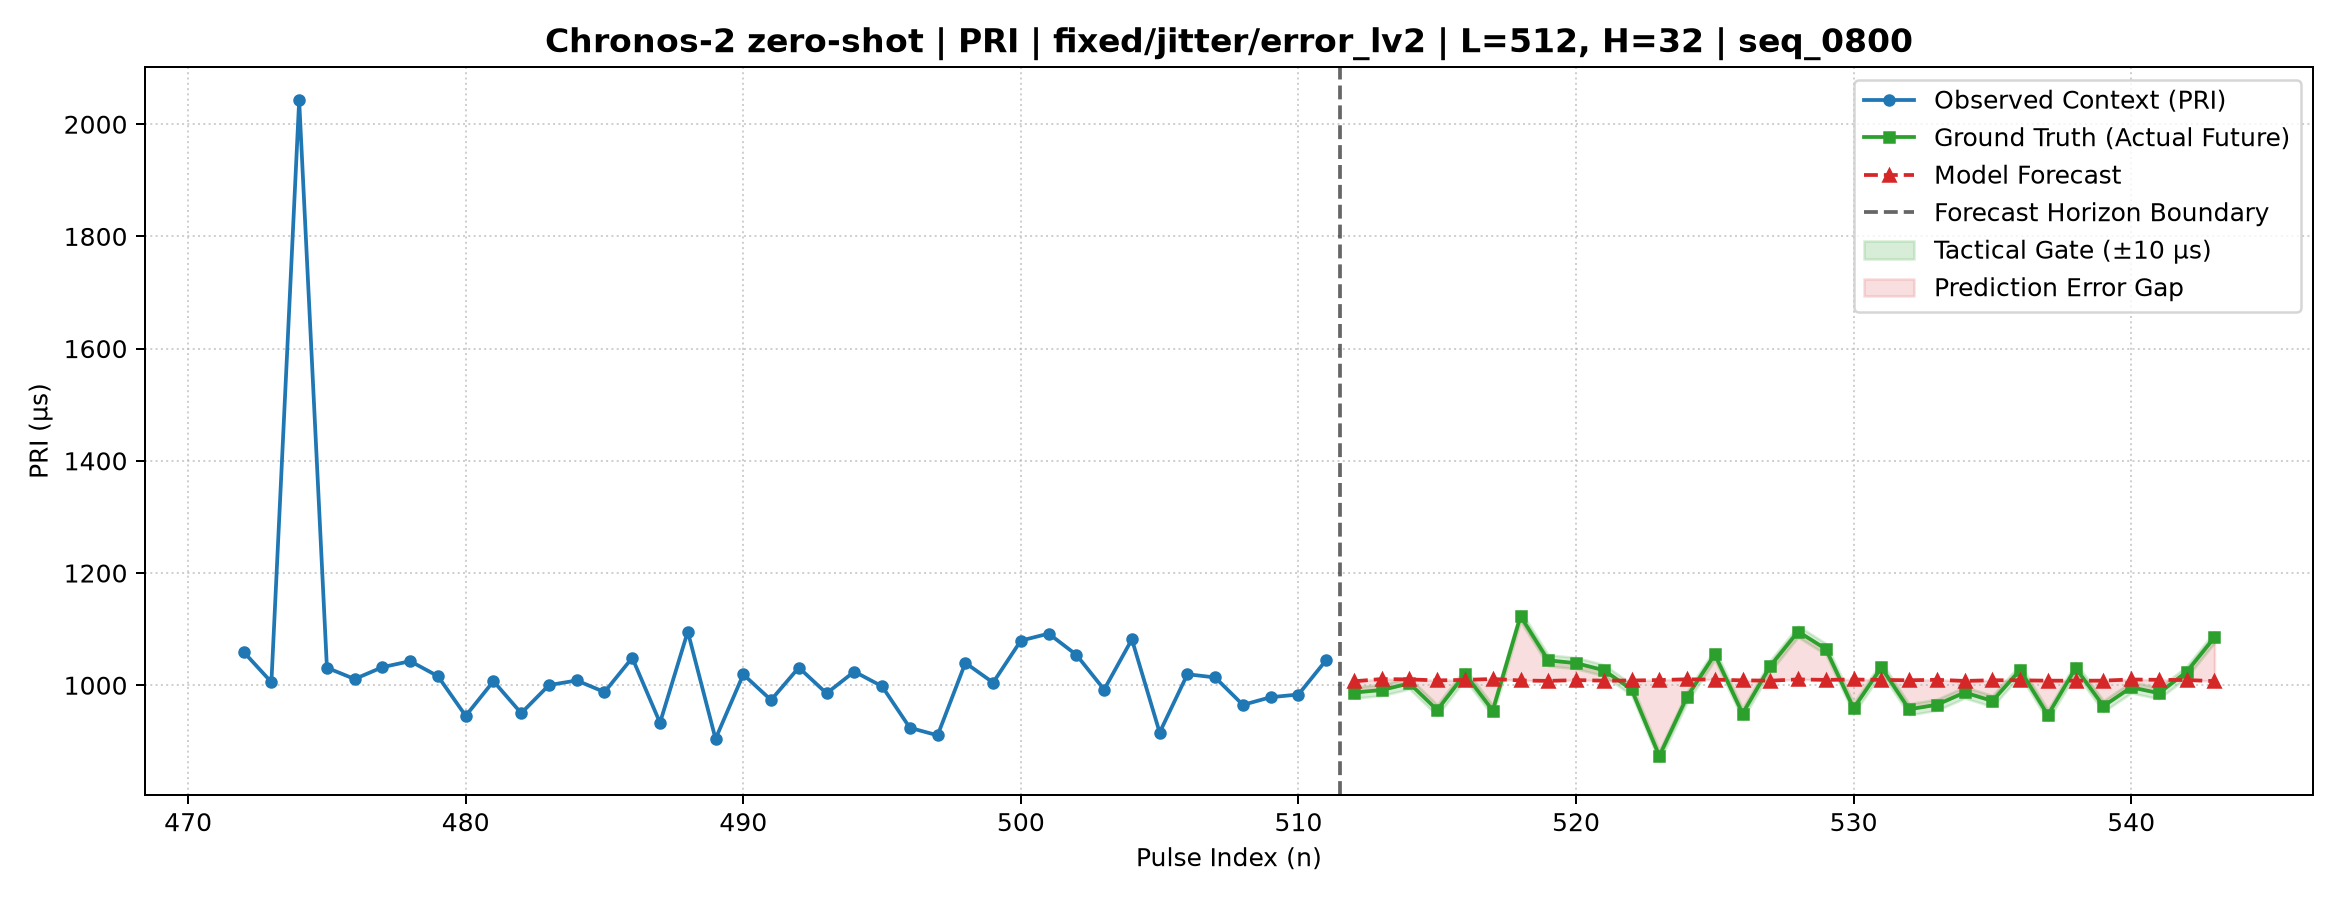 Chronos-2 zero-shot | PRI | fixed/jitter/error_lv2 | L=512, H=32 | seq_0800
Observed Context (PRI)
Ground Truth (Actual Future)
Model Forecast
Forecast Horizon Boundary
Tactical Gate (±10 µs)
Prediction Error Gap
PRI (µs)
2000
1800
1600
1400
1200
1000
470 480 490 500 510 520 530 540
Pulse Index (n)